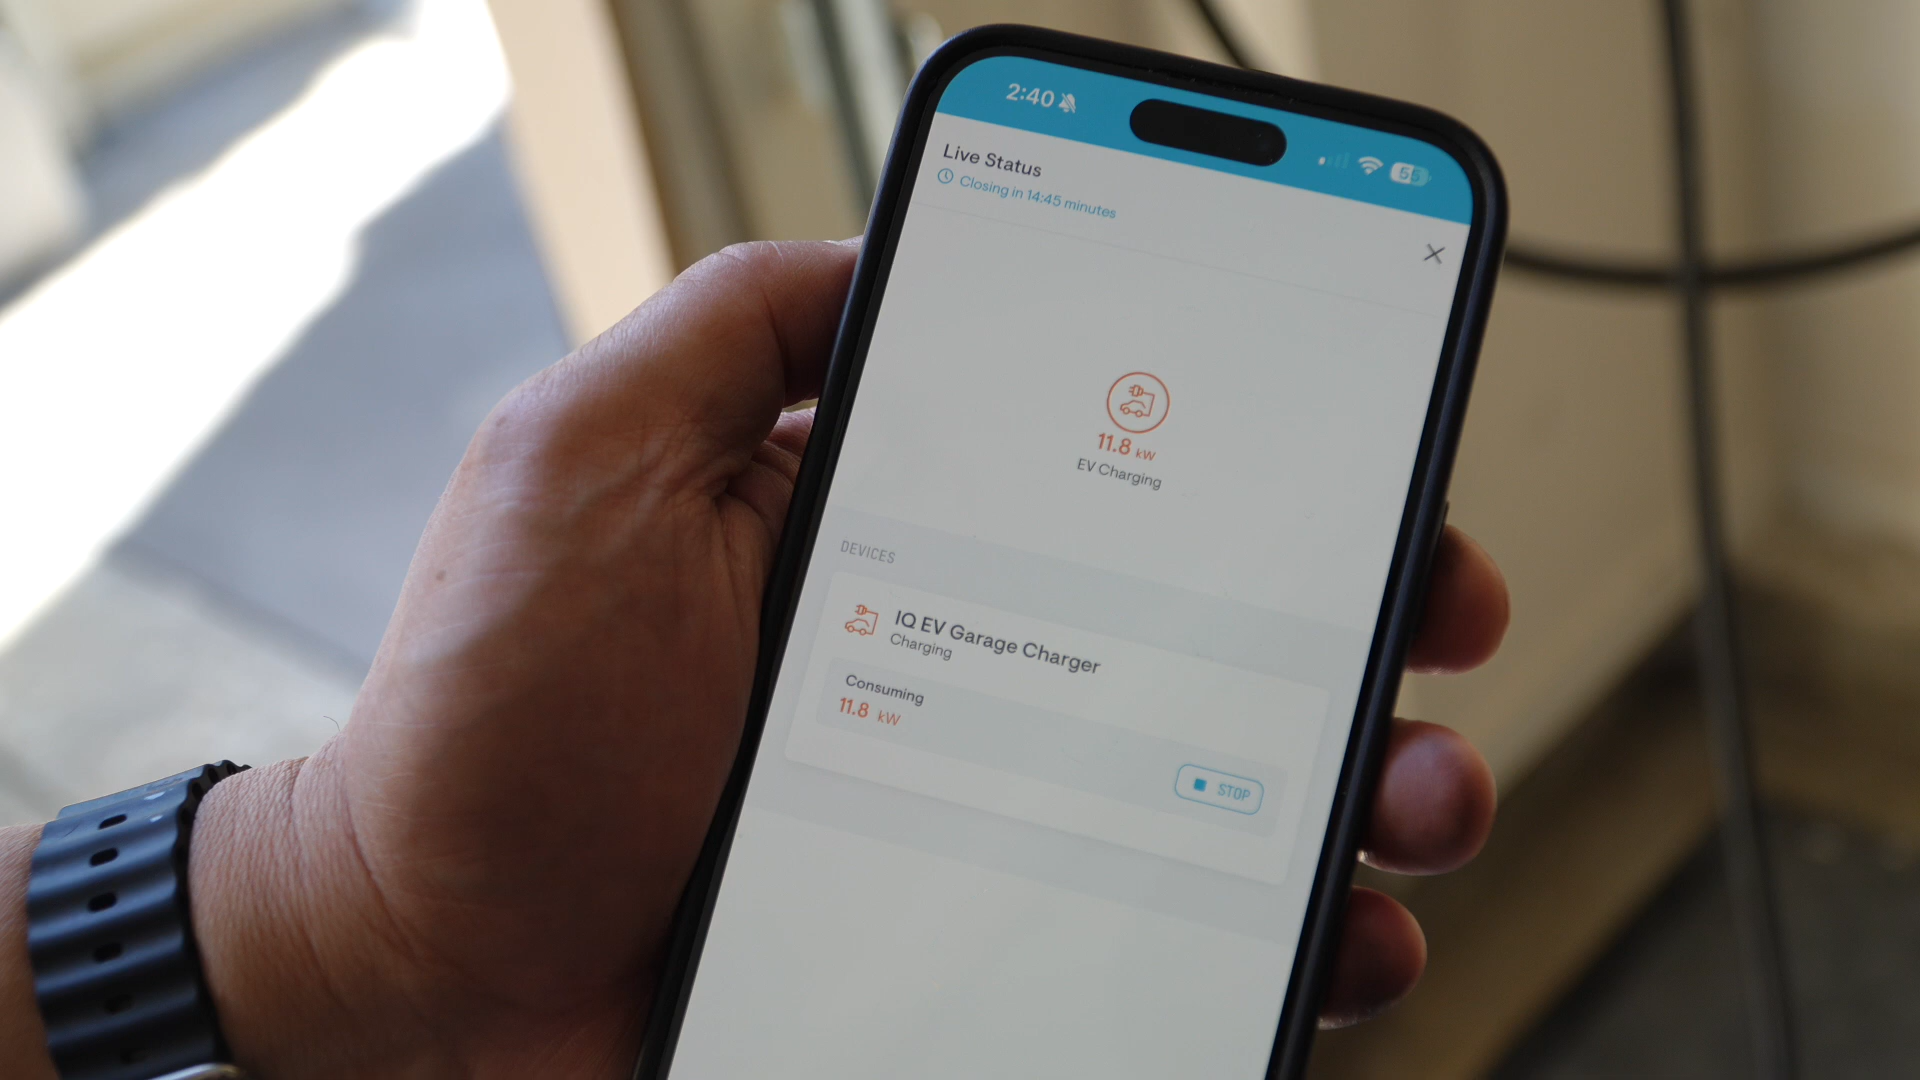 2:40
55
Live Status
Closing in 14:45 minutes
11.8 kW
EV Charging
DEVICES
IQ EV Garage Charger
Charging
Consuming
11.8 kW
STOP